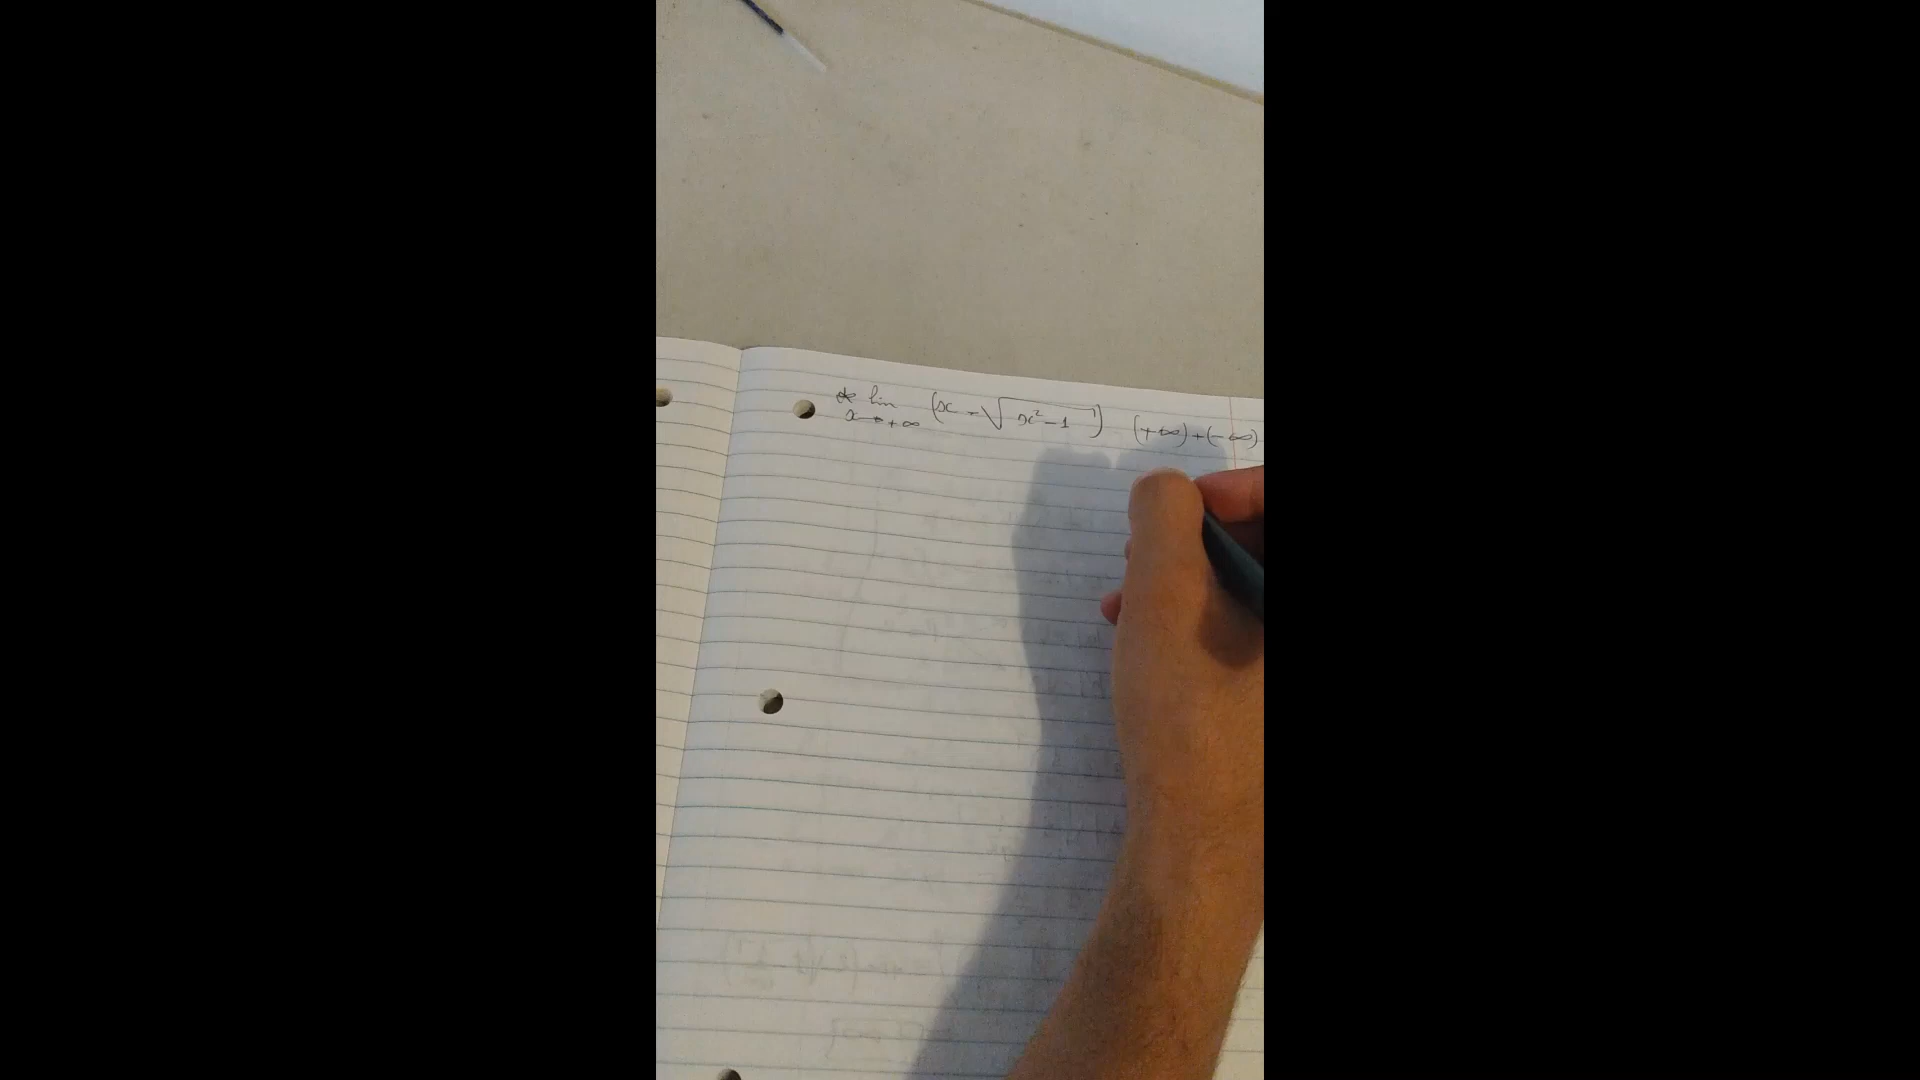 * lim x→+∞ (x - √(x²-1)) (+∞)+(-∞)